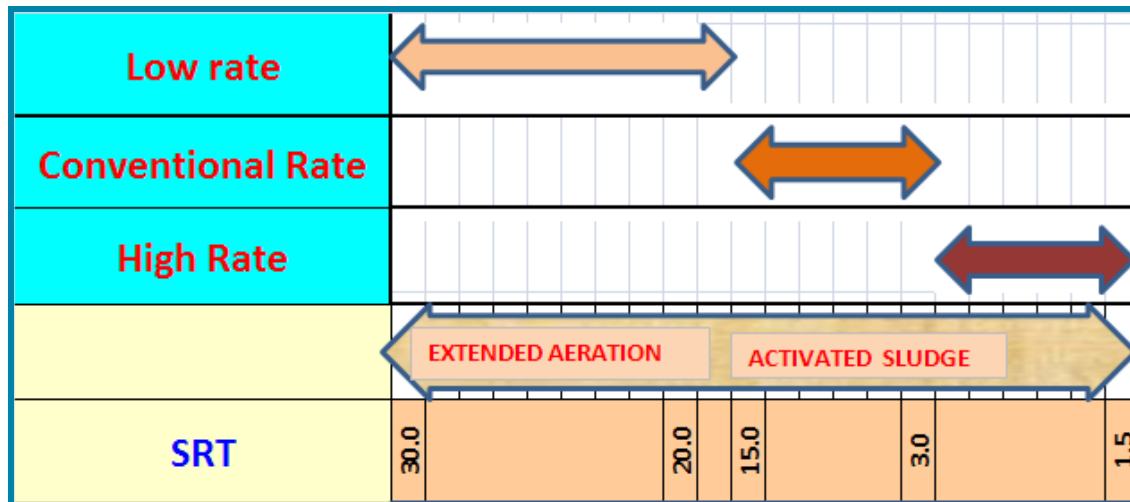 Low rate
Conventional Rate
High Rate
EXTENDED AERATION
ACTIVATED SLUDGE
SRT
30.0
20.0
15.0
3.0
1.5